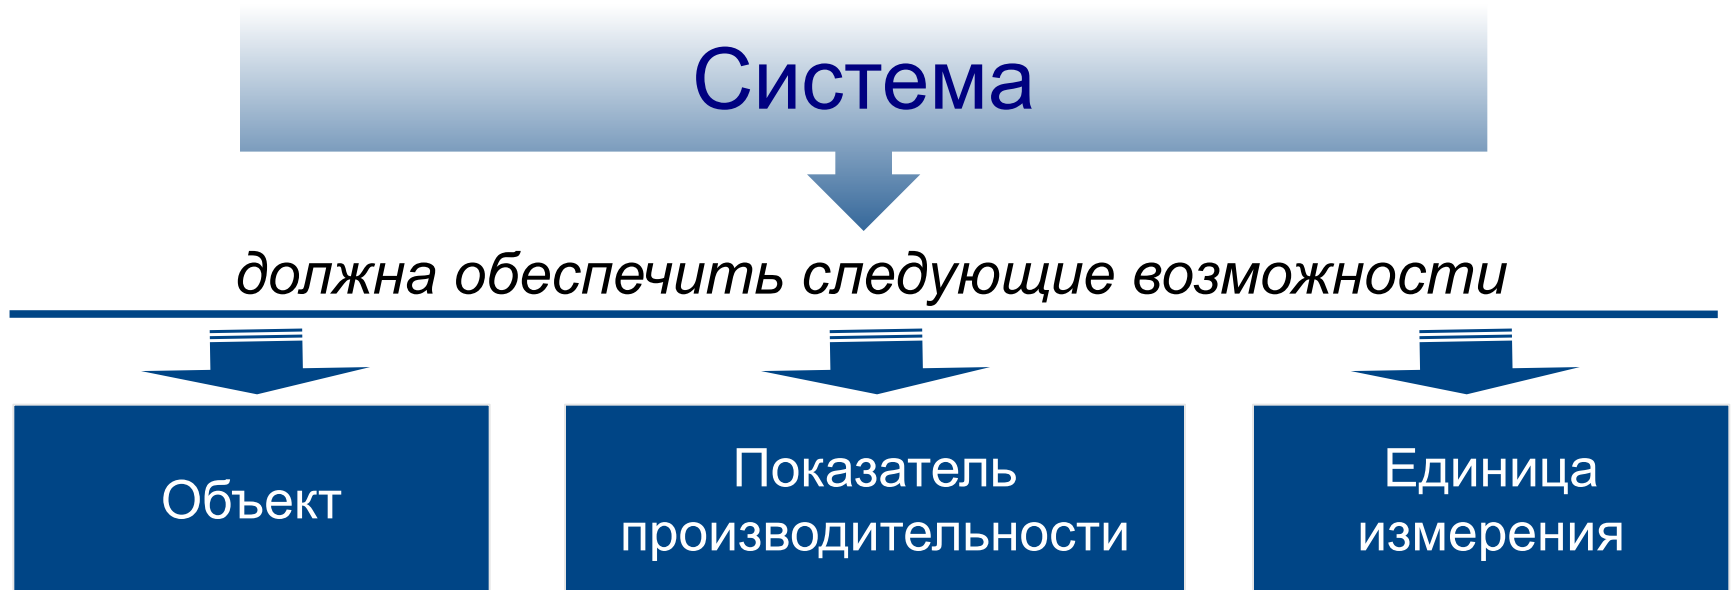 Система
должна обеспечить следующие возможности
Объект
Показатель
производительности
Единица
измерения